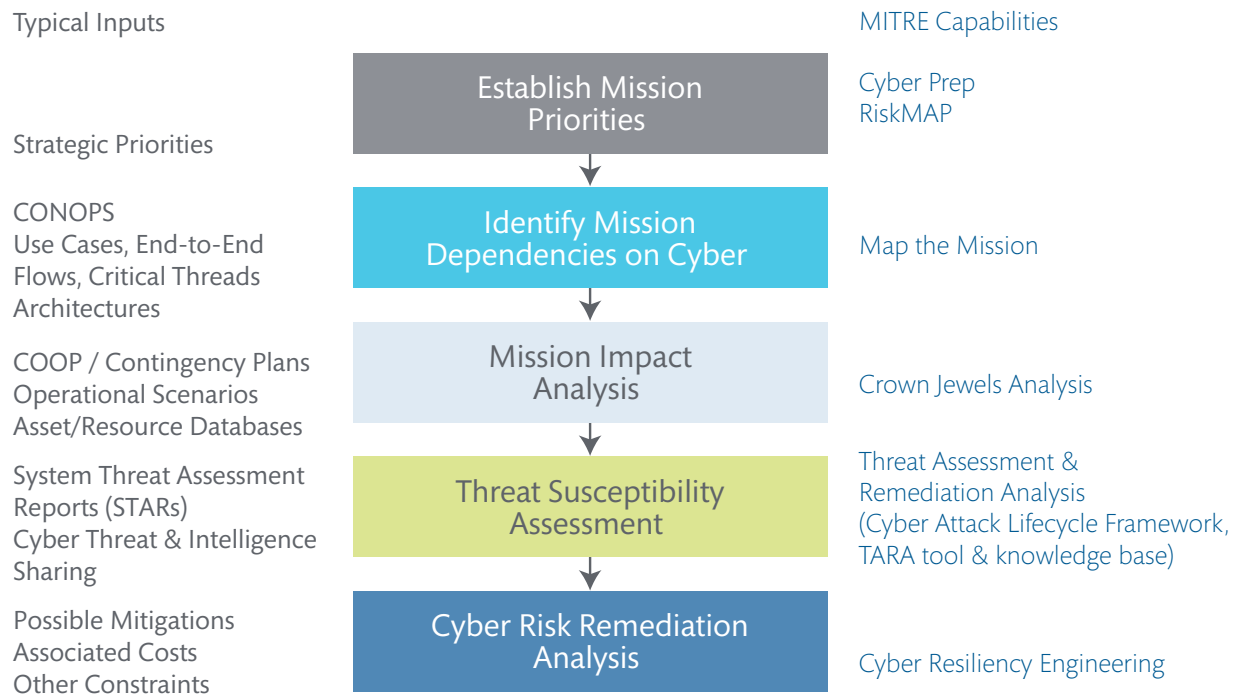 Typical Inputs
MITRE Capabilities
Establish Mission
Priorities
Cyber Prep
RiskMAP
Strategic Priorities
CONOPS
Use Cases, End-to-End
Flows, Critical Threads
Architectures
Identify Mission
Dependencies on Cyber
Map the Mission
COOP / Contingency Plans
Operational Scenarios
Asset/Resource Databases
Mission Impact
Analysis
Crown Jewels Analysis
System Threat Assessment
Reports (STARs)
Cyber Threat & Intelligence
Sharing
Threat Susceptibility
Assessment
Threat Assessment &
Remediation Analysis
(Cyber Attack Lifecycle Framework,
TARA tool & knowledge base)
Possible Mitigations
Associated Costs
Other Constraints
Cyber Risk Remediation
Analysis
Cyber Resiliency Engineering